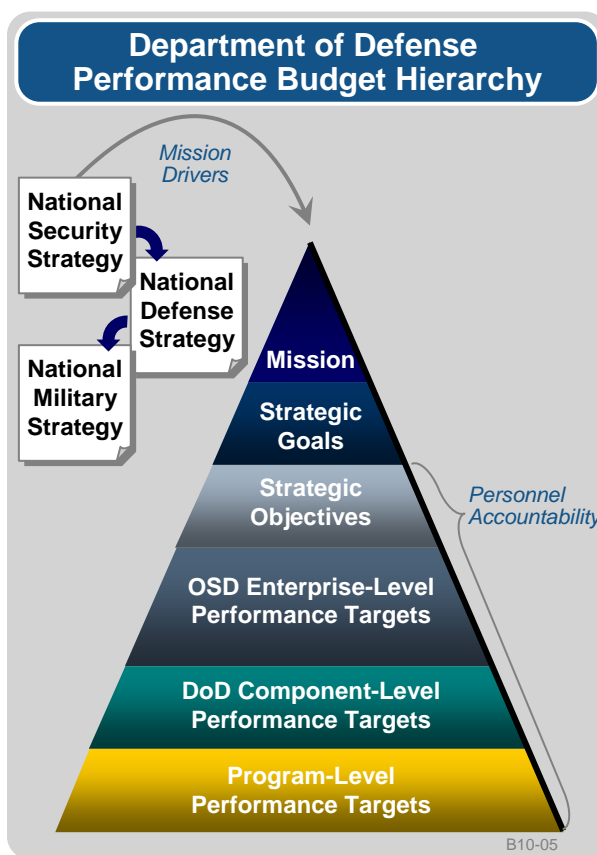 Department of Defense
Performance Budget Hierarchy
Mission
Drivers
National
Security
Strategy
National
Defense
Strategy
National
Military
Strategy
Mission
Strategic
Goals
Strategic
Objectives
Personnel
Accountability
OSD Enterprise-Level
Performance Targets
DoD Component-Level
Performance Targets
Program-Level
Performance Targets
B10-05